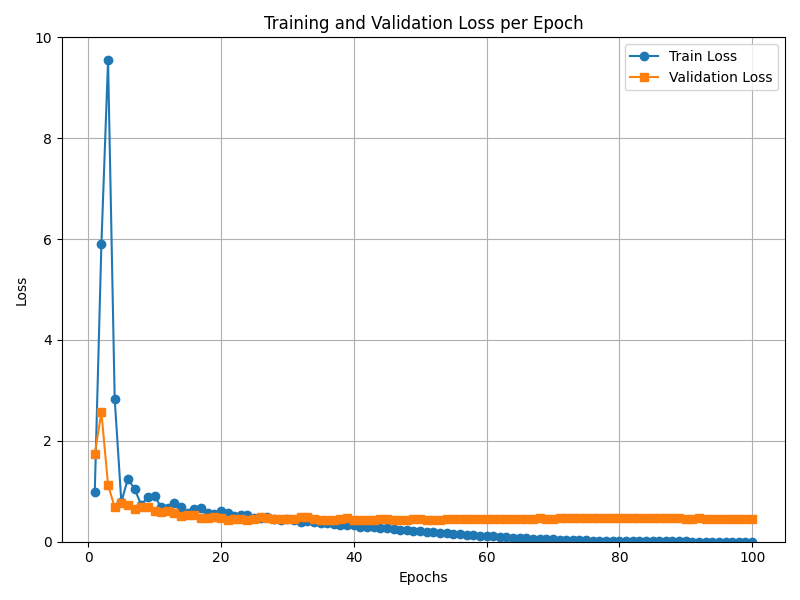 Training and Validation Loss per Epoch
Train Loss
Validation Loss
10
8
6
4
2
0
Loss
0 20 40 60 80 100
Epochs